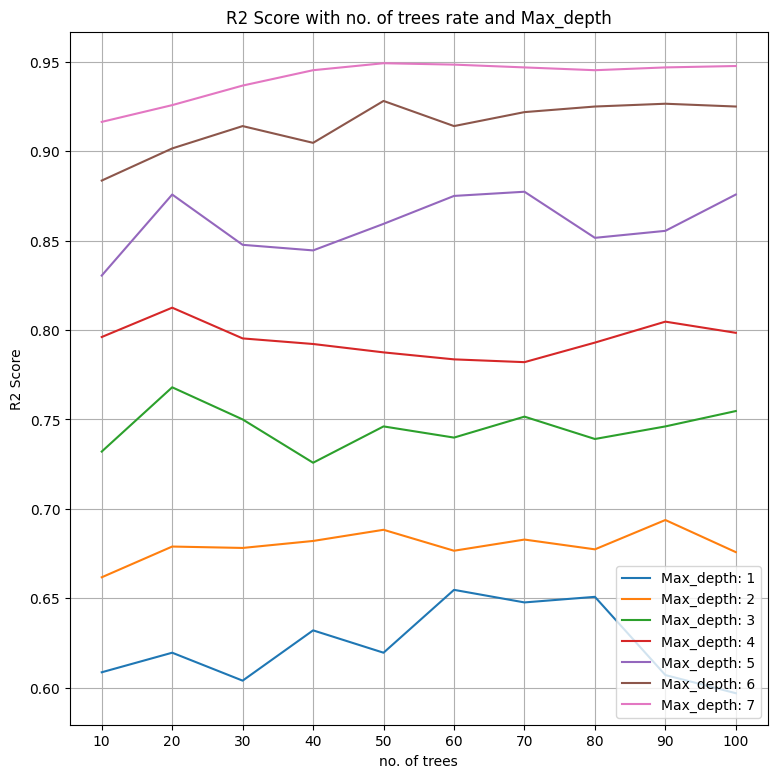 R2 Score with no. of trees rate and Max_depth
R2 Score
0.95
0.90
0.85
0.80
0.75
0.70
0.65
0.60
Max_depth: 1
Max_depth: 2
Max_depth: 3
Max_depth: 4
Max_depth: 5
Max_depth: 6
Max_depth: 7
10 20 30 40 50 60 70 80 90 100
no. of trees